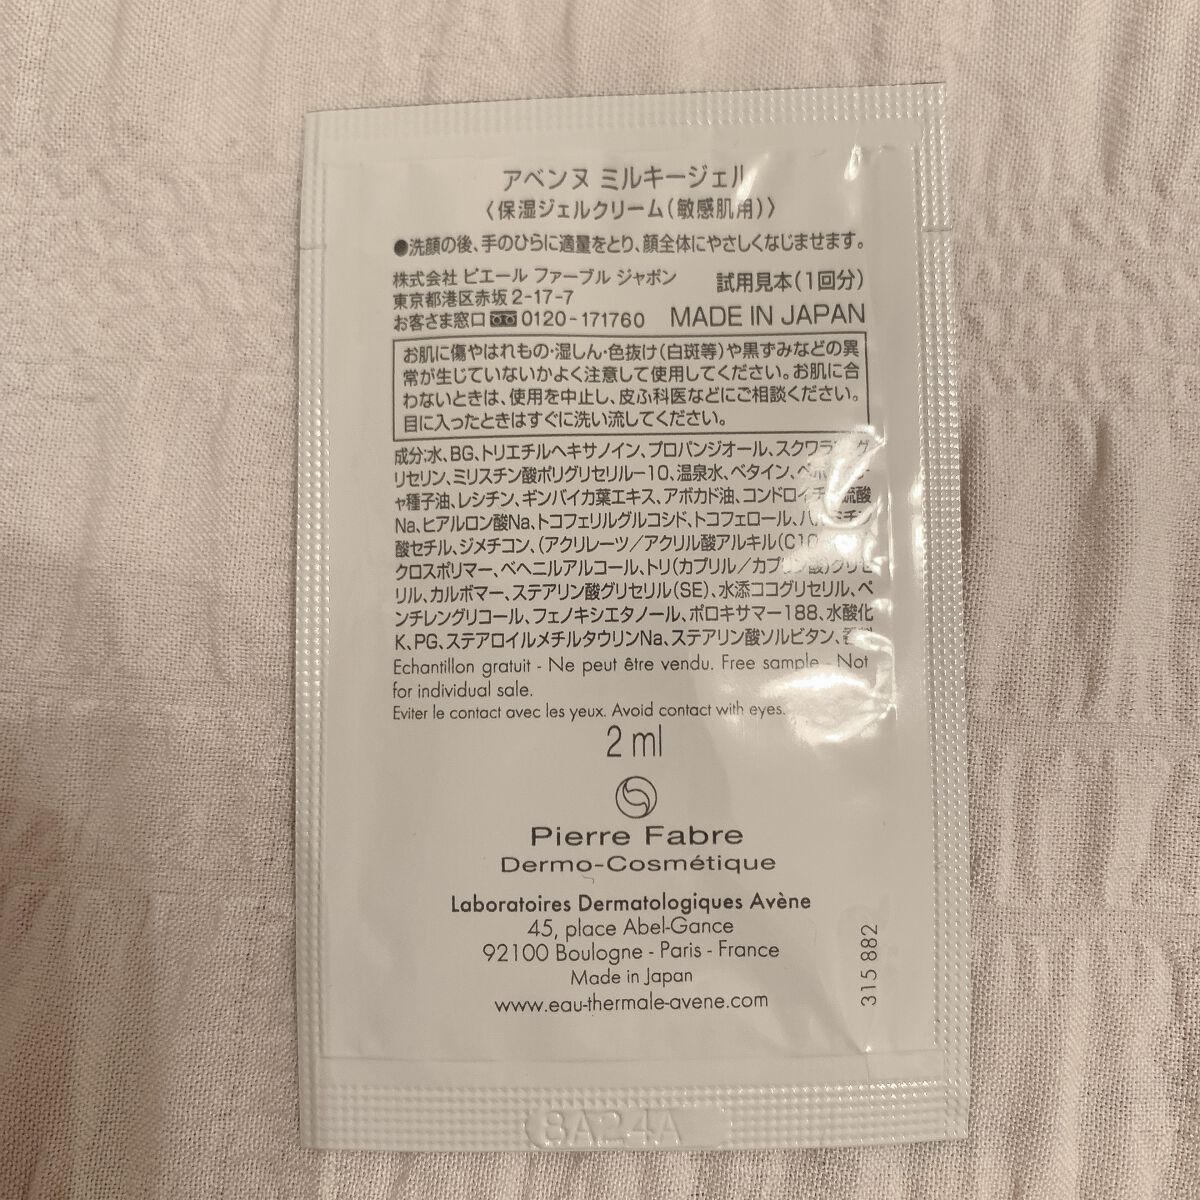 アベンヌ ミルキージェル
〈保湿ジェルクリーム(敏感肌用)〉
●洗顔の後、手のひらに適量をとり、顔全体にやさしくなじませます。
株式会社 ピエール ファーブル ジャポン 試用見本(1回分)
東京都港区赤坂2-17-7
お客さま窓口 0120-171760 MADE IN JAPAN
お肌に傷やはれもの・湿しん・色抜け(白斑等)や黒ずみなどの異
常が生じていないかよく注意して使用してください。お肌に合
わないときは、使用を中止し、皮ふ科医などにご相談ください。
目に入ったときはすぐに洗い流してください。
成分:水、BG、トリエチルヘキサノイン、プロパンジオール、スクワラン、グ
リセリン、ミリスチン酸ポリグリセリル-10、温泉水、ベタイン、
ャ種子油、レシチン、ギンバイカ葉エキス、アボカド油、コンドロイチン硫酸
Na、ヒアルロン酸Na、トコフェリルグルコシド、トコフェロール、パルミチン
酸セチル、ジメチコン、(アクリレーツ/アクリル酸アルキル(C10
クロスポリマー、ベヘニルアルコール、トリ(カプリル/カプリン酸)グリセ
リル、カルボマー、ステアリン酸グリセリル(SE)、水添ココグリセリル、ペ
ンチレングリコール、フェノキシエタノール、ポロキサマー188、水酸化
K、PG、ステアロイルメチルタウリンNa、ステアリン酸ソルビタン、香料
Echantillon gratuit - Ne peut être vendu. Free sample - Not
for individual sale.
Eviter le contact avec les yeux. Avoid contact with eyes.
2 ml
Pierre Fabre
Dermo-Cosmétique
Laboratoires Dermatologiques Avène
45, place Abel-Gance
92100 Boulogne - Paris - France
Made in Japan
www.eau-thermale-avene.com
315 882
8A24A